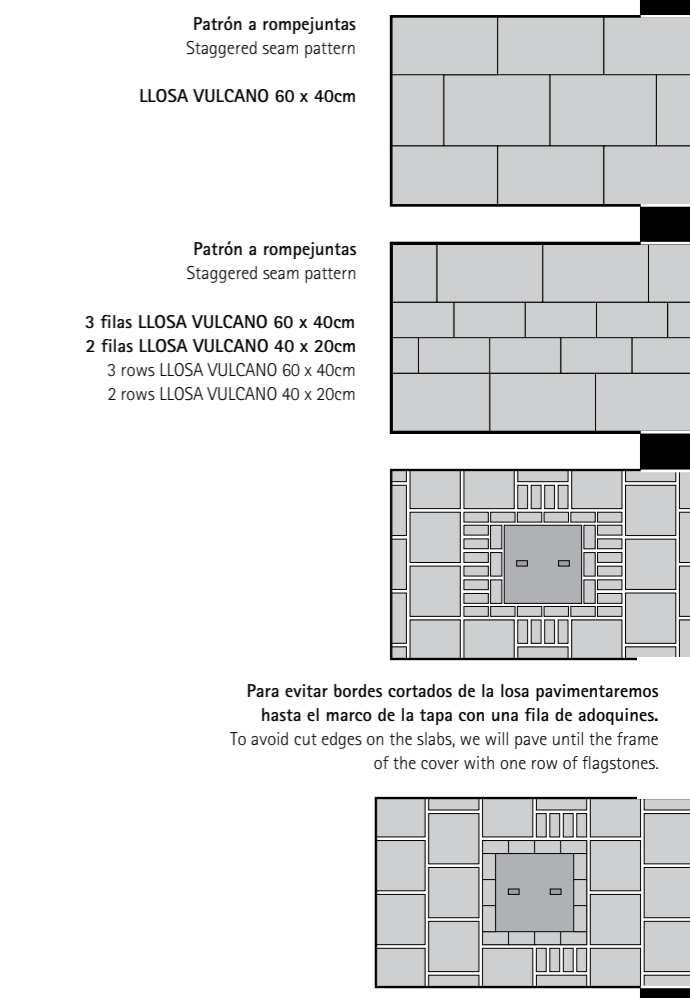 Patrón a rompejuntas
Staggered seam pattern
LLOSA VULCANO 60 x 40cm
Patrón a rompejuntas
Staggered seam pattern
3 filas LLOSA VULCANO 60 x 40cm
2 filas LLOSA VULCANO 40 x 20cm
3 rows LLOSA VULCANO 60 x 40cm
2 rows LLOSA VULCANO 40 x 20cm
Para evitar bordes cortados de la losa pavimentaremos
hasta el marco de la tapa con una fila de adoquines.
To avoid cut edges on the slabs, we will pave until the frame
of the cover with one row of flagstones.